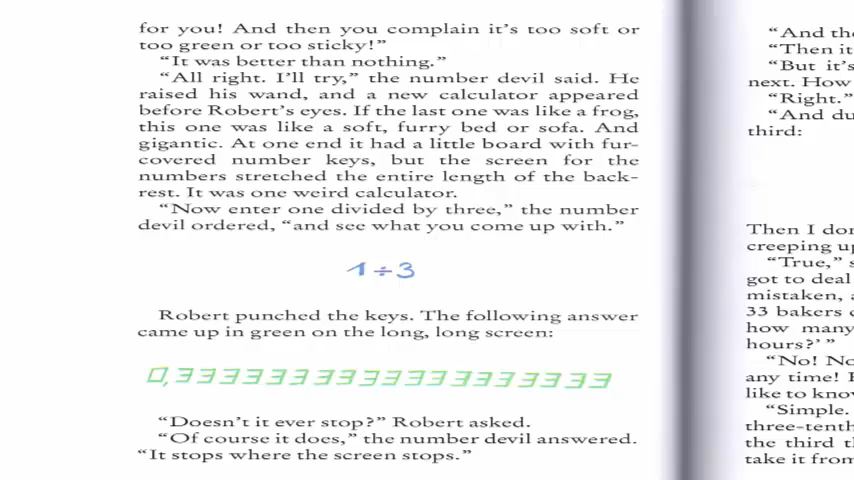 for you! And then you complain it's too soft or
too green or too sticky!"
"It was better than nothing."
"All right. I'll try," the number devil said. He
raised his wand, and a new calculator appeared
before Robert's eyes. If the last one was like a frog,
this one was like a soft, furry bed or sofa. And
gigantic. At one end it had a little board with fur-
covered number keys, but the screen for the
numbers stretched the entire length of the back-
rest. It was one weird calculator.
"Now enter one divided by three," the number
devil ordered, "and see what you come up with."
1÷3
Robert punched the keys. The following answer
came up in green on the long, long screen:
0,33333333333333333333
"Doesn't it ever stop?" Robert asked.
"Of course it does," the number devil answered.
"It stops where the screen stops."
"And the
"Then it
"But it's
next. How
"Right."
"And du
third:
Then I don
creeping up
"True," s
got to deal
mistaken, a
33 bakers
how many
hours?'"
"No! No
any time!
like to know
"Simple.
three-tenth
the third th
take it from